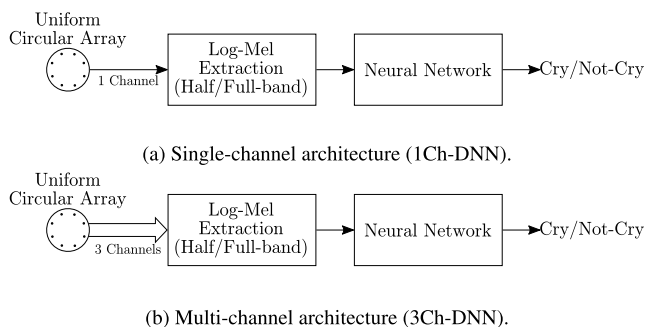 Uniform
Circular Array
1 Channel
Log-Mel
Extraction
(Half/Full-band)
Neural Network
Cry/Not-Cry
(a) Single-channel architecture (1Ch-DNN).
Uniform
Circular Array
3 Channels
Log-Mel
Extraction
(Half/Full-band)
Neural Network
Cry/Not-Cry
(b) Multi-channel architecture (3Ch-DNN).